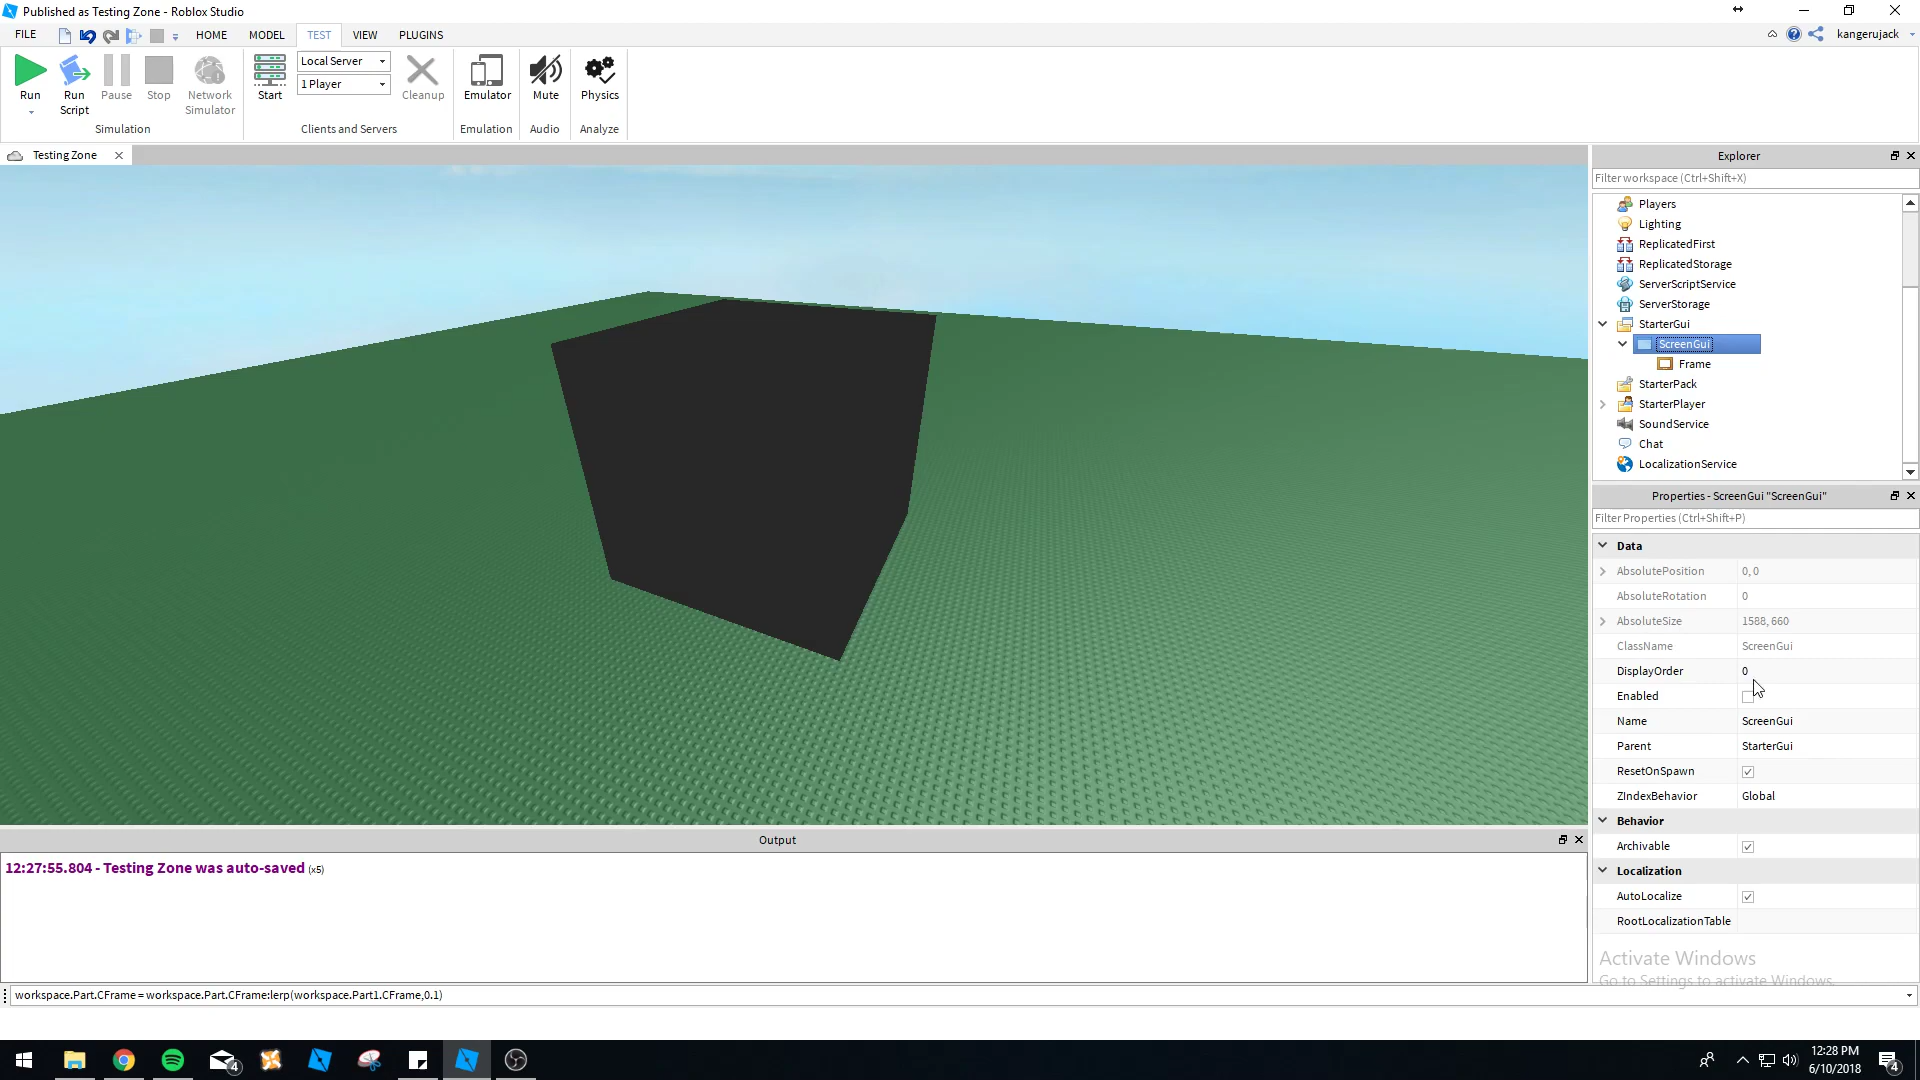 Published as Testing Zone - Roblox Studio
FILE HOME MODEL TEST VIEW PLUGINS kangerujack
Run
Run Script
Pause
Stop
Network Simulator
Simulation
Start
Local Server
1 Player
Cleanup
Clients and Servers
Emulator
Emulation
Mute
Audio
Physics
Analyze
Testing Zone
Explorer
Filter workspace (Ctrl+Shift+X)
Players
Lighting
ReplicatedFirst
ReplicatedStorage
ServerScriptService
ServerStorage
StarterGui
ScreenGui
Frame
StarterPack
StarterPlayer
SoundService
Chat
LocalizationService
Properties - ScreenGui "ScreenGui"
Filter Properties (Ctrl+Shift+P)
Data
AbsolutePosition 0, 0
AbsoluteRotation 0
AbsoluteSize 1588, 660
ClassName ScreenGui
DisplayOrder 0
Enabled
Name ScreenGui
Parent StarterGui
ResetOnSpawn
ZIndexBehavior Global
Behavior
Archivable
Localization
AutoLocalize
RootLocalizationTable
Activate Windows
Go to Settings to activate Windows.
Output
12:27:55.804 - Testing Zone was auto-saved (x5)
workspace.Part.CFrame = workspace.Part.CFrame:lerp(workspace.Part1.CFrame,0.1)
4
12:28 PM
6/10/2018
4